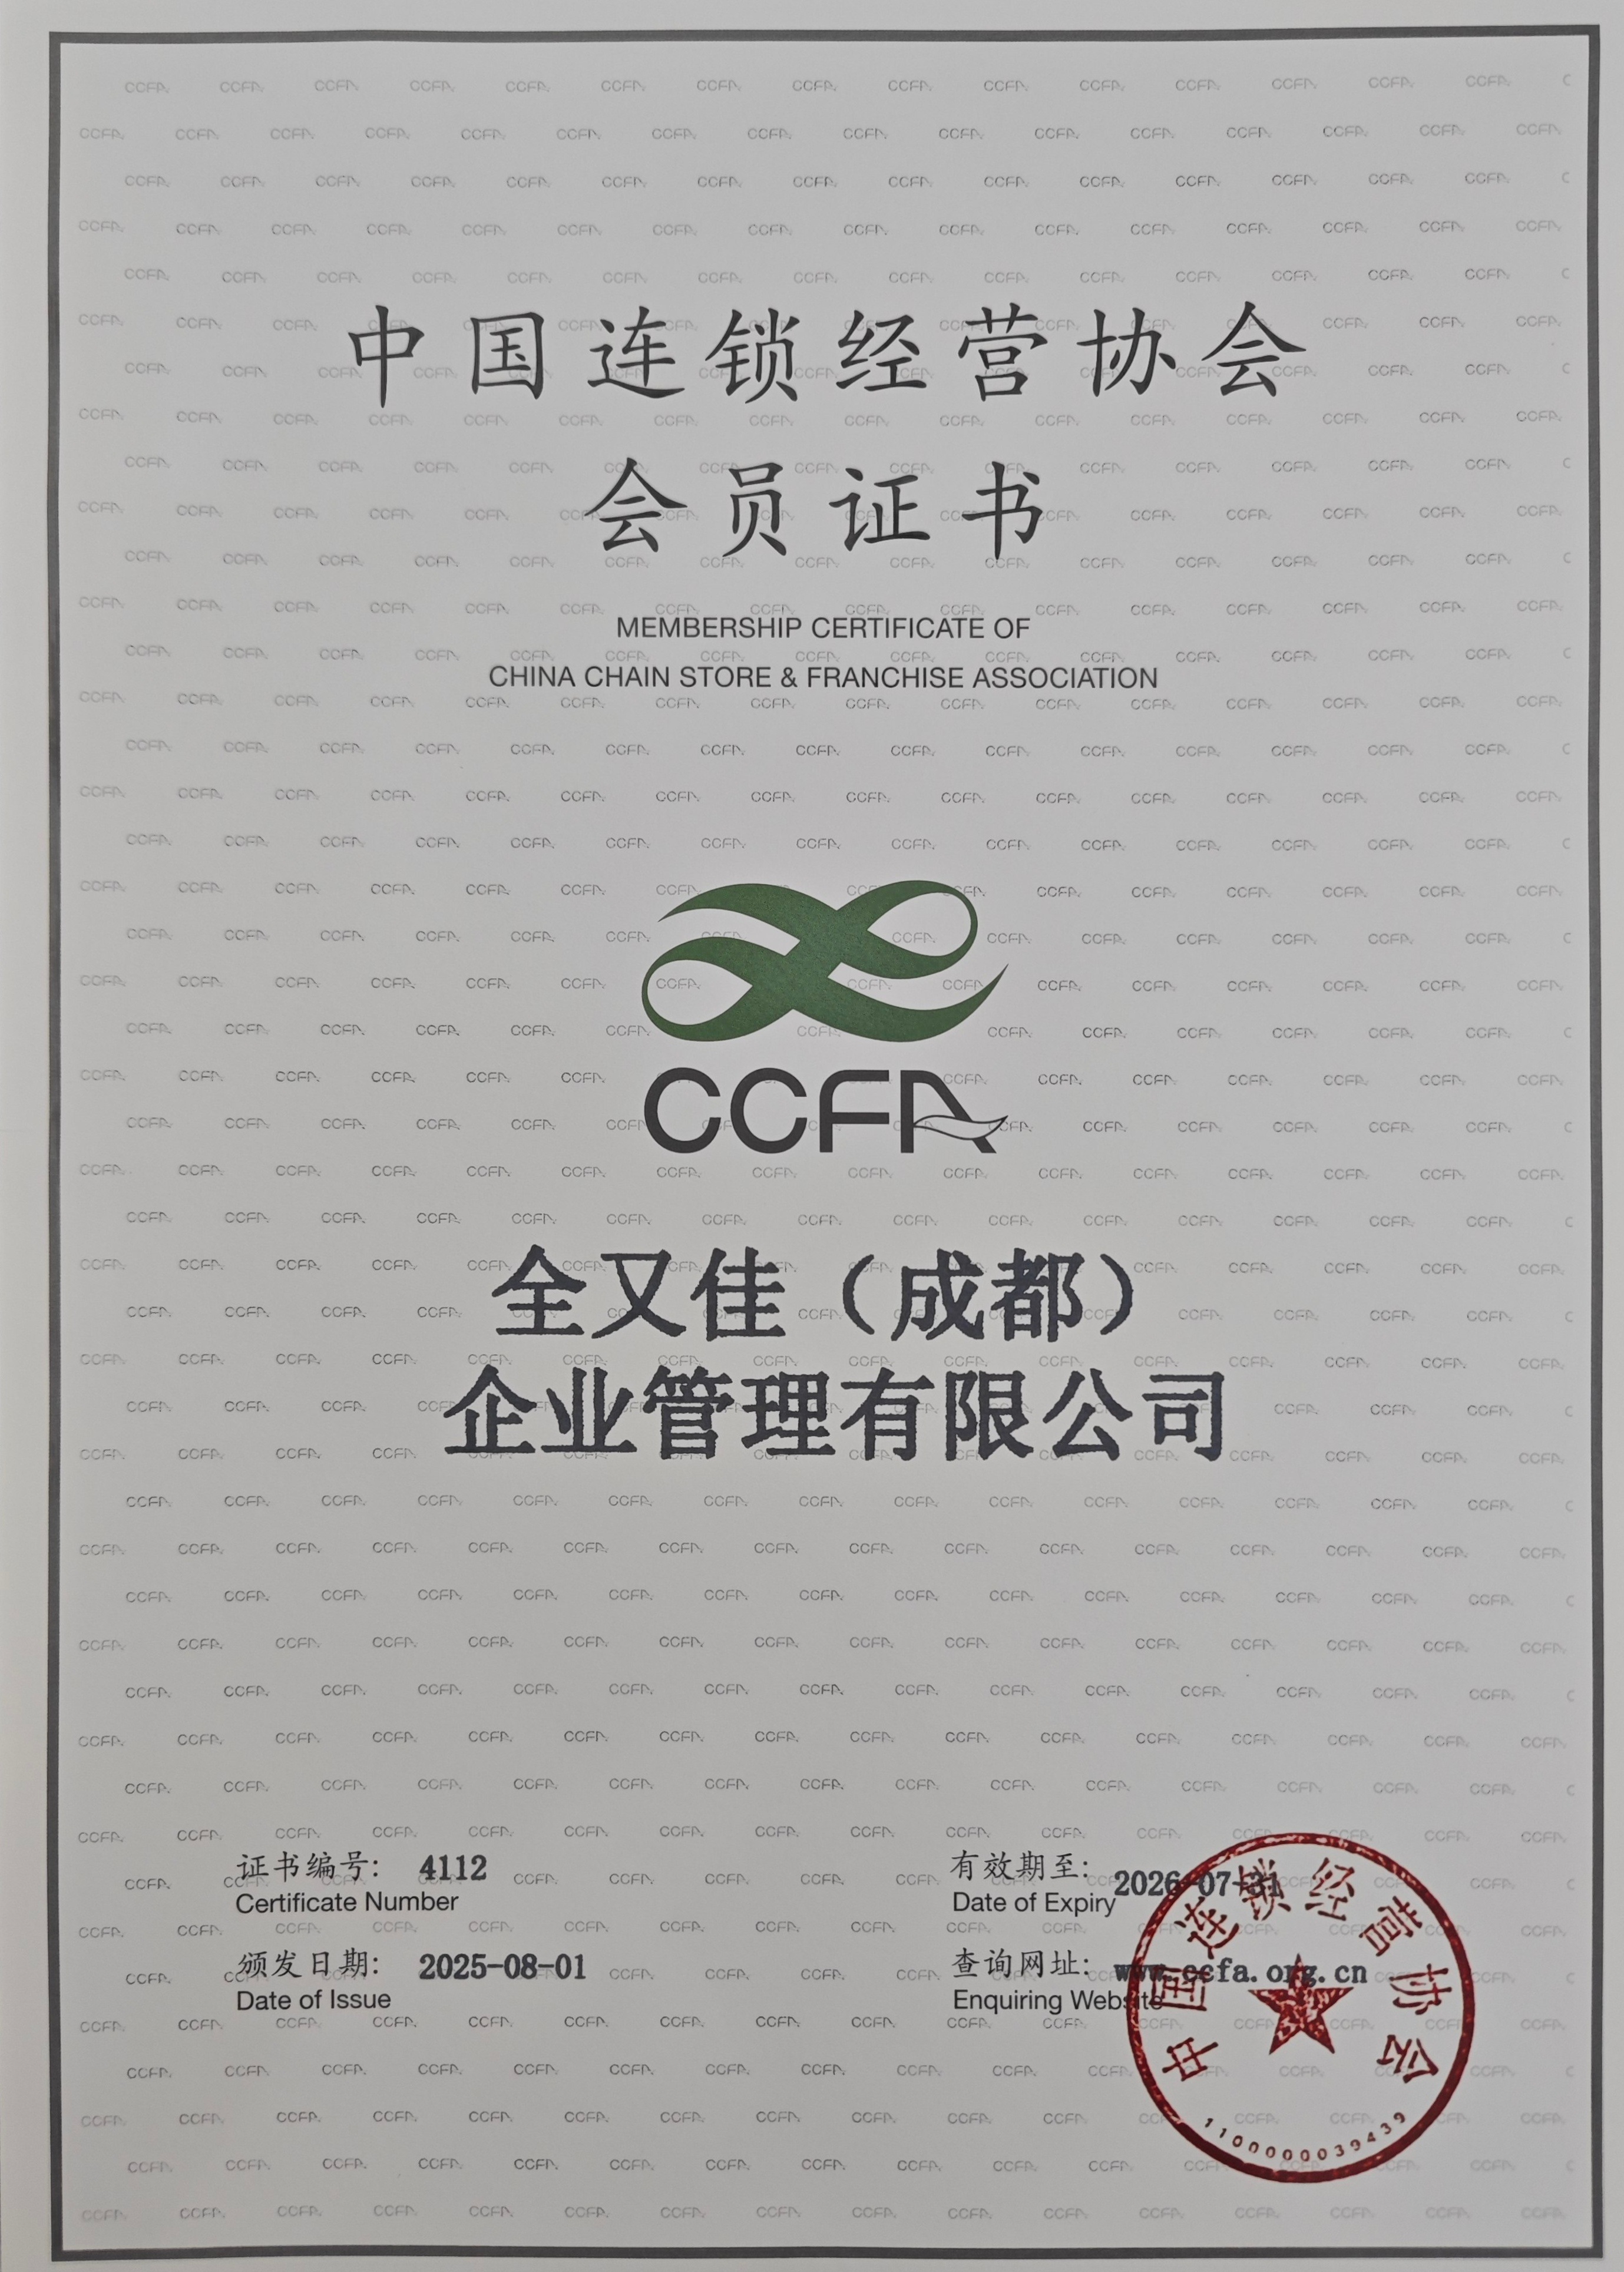 中国连锁经营协会
会员证书
MEMBERSHIP CERTIFICATE OF
CHINA CHAIN STORE & FRANCHISE ASSOCIATION
CCFA
全又佳（成都）
企业管理有限公司
证书编号： 4112
Certificate Number
有效期至： 2026-07-31
Date of Expiry
颁发日期： 2025-08-01
Date of Issue
查询网址： www.ccfa.org.cn
Enquiring Website
中国连锁经营协会
1100000039439